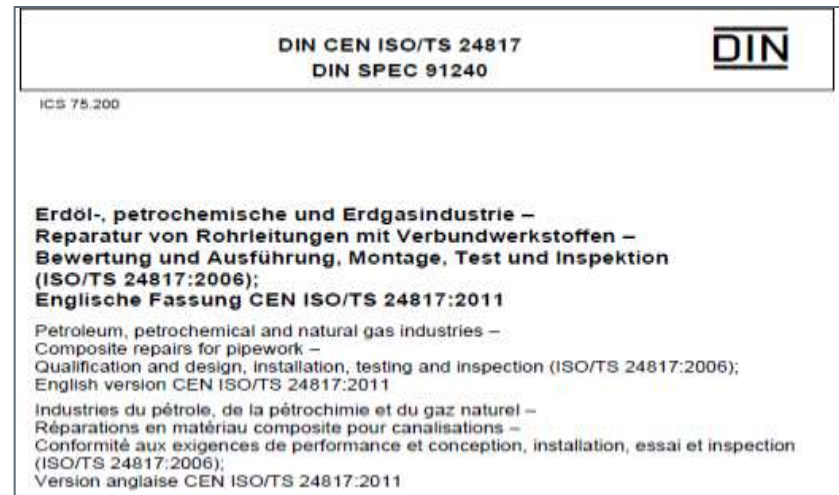 DIN CEN ISO/TS 24817
DIN SPEC 91240
DIN
ICS 75.200
Erdöl-, petrochemische und Erdgasindustrie –
Reparatur von Rohrleitungen mit Verbundwerkstoffen –
Bewertung und Ausführung, Montage, Test und Inspektion
(ISO/TS 24817:2006);
Englische Fassung CEN ISO/TS 24817:2011
Petroleum, petrochemical and natural gas industries –
Composite repairs for pipework –
Qualification and design, installation, testing and inspection (ISO/TS 24817:2006);
English version CEN ISO/TS 24817:2011
Industries du pétrole, de la pétrochimie et du gaz naturel –
Réparations en matériau composite pour canalisations –
Conformité aux exigences de performance et conception, installation, essai et inspection
(ISO/TS 24817:2006);
Version anglaise CEN ISO/TS 24817:2011